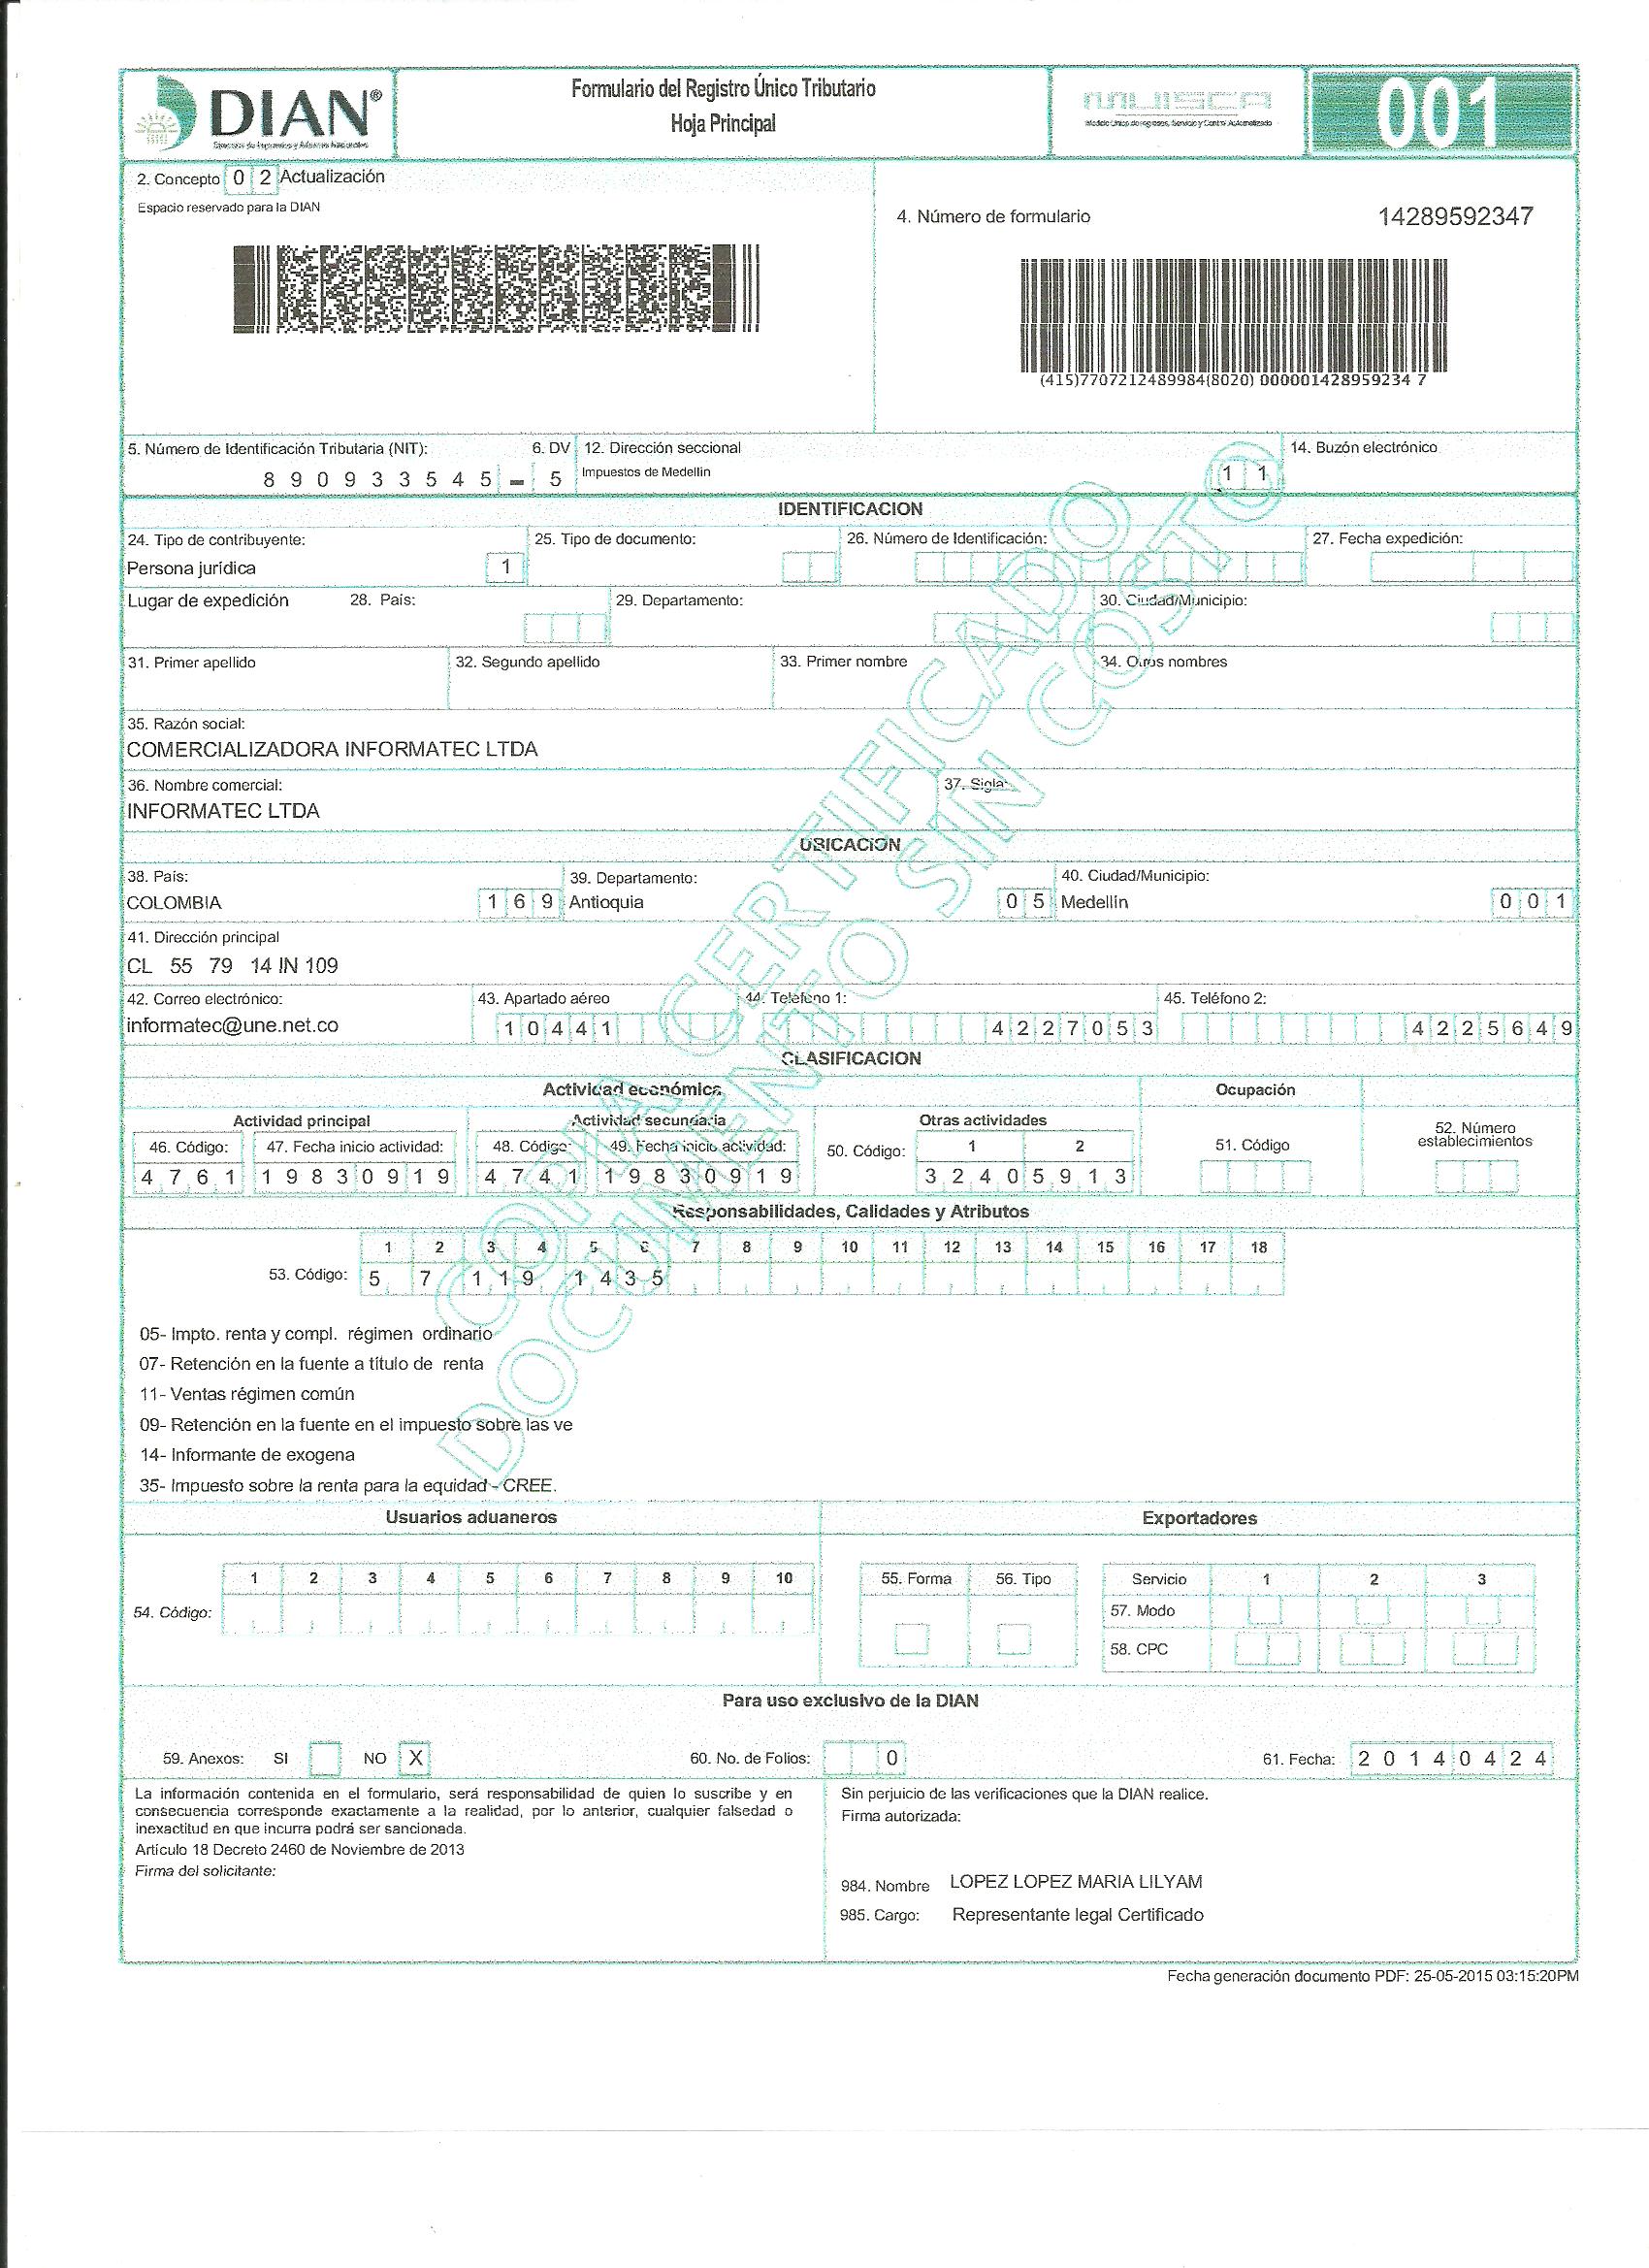 DIAN®
Dirección de Impuestos y Aduanas Nacionales
Formulario del Registro Único Tributario
Hoja Principal
MUISCA
Modelo Único de Ingresos, Servicio y Control Automatizado
001
2. Concepto 0 2 Actualización
Espacio reservado para la DIAN
4. Número de formulario 14289592347
(415)7707212489984(8020) 000001428959234 7
5. Número de Identificación Tributaria (NIT): 6. DV 12. Dirección seccional 14. Buzón electrónico
8 9 0 9 3 3 5 4 5 - 5 Impuestos de Medellín 1 1
IDENTIFICACION
24. Tipo de contribuyente: 25. Tipo de documento: 26. Número de Identificación: 27. Fecha expedición:
Persona jurídica 1
Lugar de expedición 28. País: 29. Departamento: 30. Ciudad/Municipio:
31. Primer apellido 32. Segundo apellido 33. Primer nombre 34. Otros nombres
35. Razón social:
COMERCIALIZADORA INFORMATEC LTDA
36. Nombre comercial: 37. Sigla:
INFORMATEC LTDA
UBICACION
38. País: 39. Departamento: 40. Ciudad/Municipio:
COLOMBIA 1 6 9 Antioquia 0 5 Medellín 0 0 1
41. Dirección principal
CL 55 79 14 IN 109
42. Correo electrónico: 43. Apartado aéreo 44. Teléfono 1: 45. Teléfono 2:
informatec@une.net.co 1 0 4 4 1 4 2 2 7 0 5 3 4 2 2 5 6 4 9
CLASIFICACION
Actividad económica Ocupación
Actividad principal Actividad secundaria Otras actividades 52. Número establecimientos
46. Código: 47. Fecha inicio actividad: 48. Código: 49. Fecha inicio actividad: 50. Código: 1 2 51. Código
4 7 6 1 1 9 8 3 0 9 1 9 4 7 4 1 1 9 8 3 0 9 1 9 3 2 4 0 5 9 1 3
Responsabilidades, Calidades y Atributos
1 2 3 4 5 6 7 8 9 10 11 12 13 14 15 16 17 18
53. Código: 5 7 1 1 9 1 4 3 5
05- Impto. renta y compl. régimen ordinario
07- Retención en la fuente a título de renta
11- Ventas régimen común
09- Retención en la fuente en el impuesto sobre las ve
14- Informante de exogena
35- Impuesto sobre la renta para la equidad - CREE.
COPIA CERTIFICADO
DOCUMENTO SIN COSTO
Usuarios aduaneros Exportadores
1 2 3 4 5 6 7 8 9 10 55. Forma 56. Tipo Servicio 1 2 3
54. Código: 57. Modo
58. CPC
Para uso exclusivo de la DIAN
59. Anexos: SI NO X 60. No. de Folios: 0 61. Fecha: 2 0 1 4 0 4 2 4
La información contenida en el formulario, será responsabilidad de quien lo suscribe y en
consecuencia corresponde exactamente a la realidad, por lo anterior, cualquier falsedad o
inexactitud en que incurra podrá ser sancionada.
Artículo 18 Decreto 2460 de Noviembre de 2013
Firma del solicitante:
Sin perjuicio de las verificaciones que la DIAN realice.
Firma autorizada:
984. Nombre LOPEZ LOPEZ MARIA LILYAM
985. Cargo: Representante legal Certificado
Fecha generación documento PDF: 25-05-2015 03:15:20PM